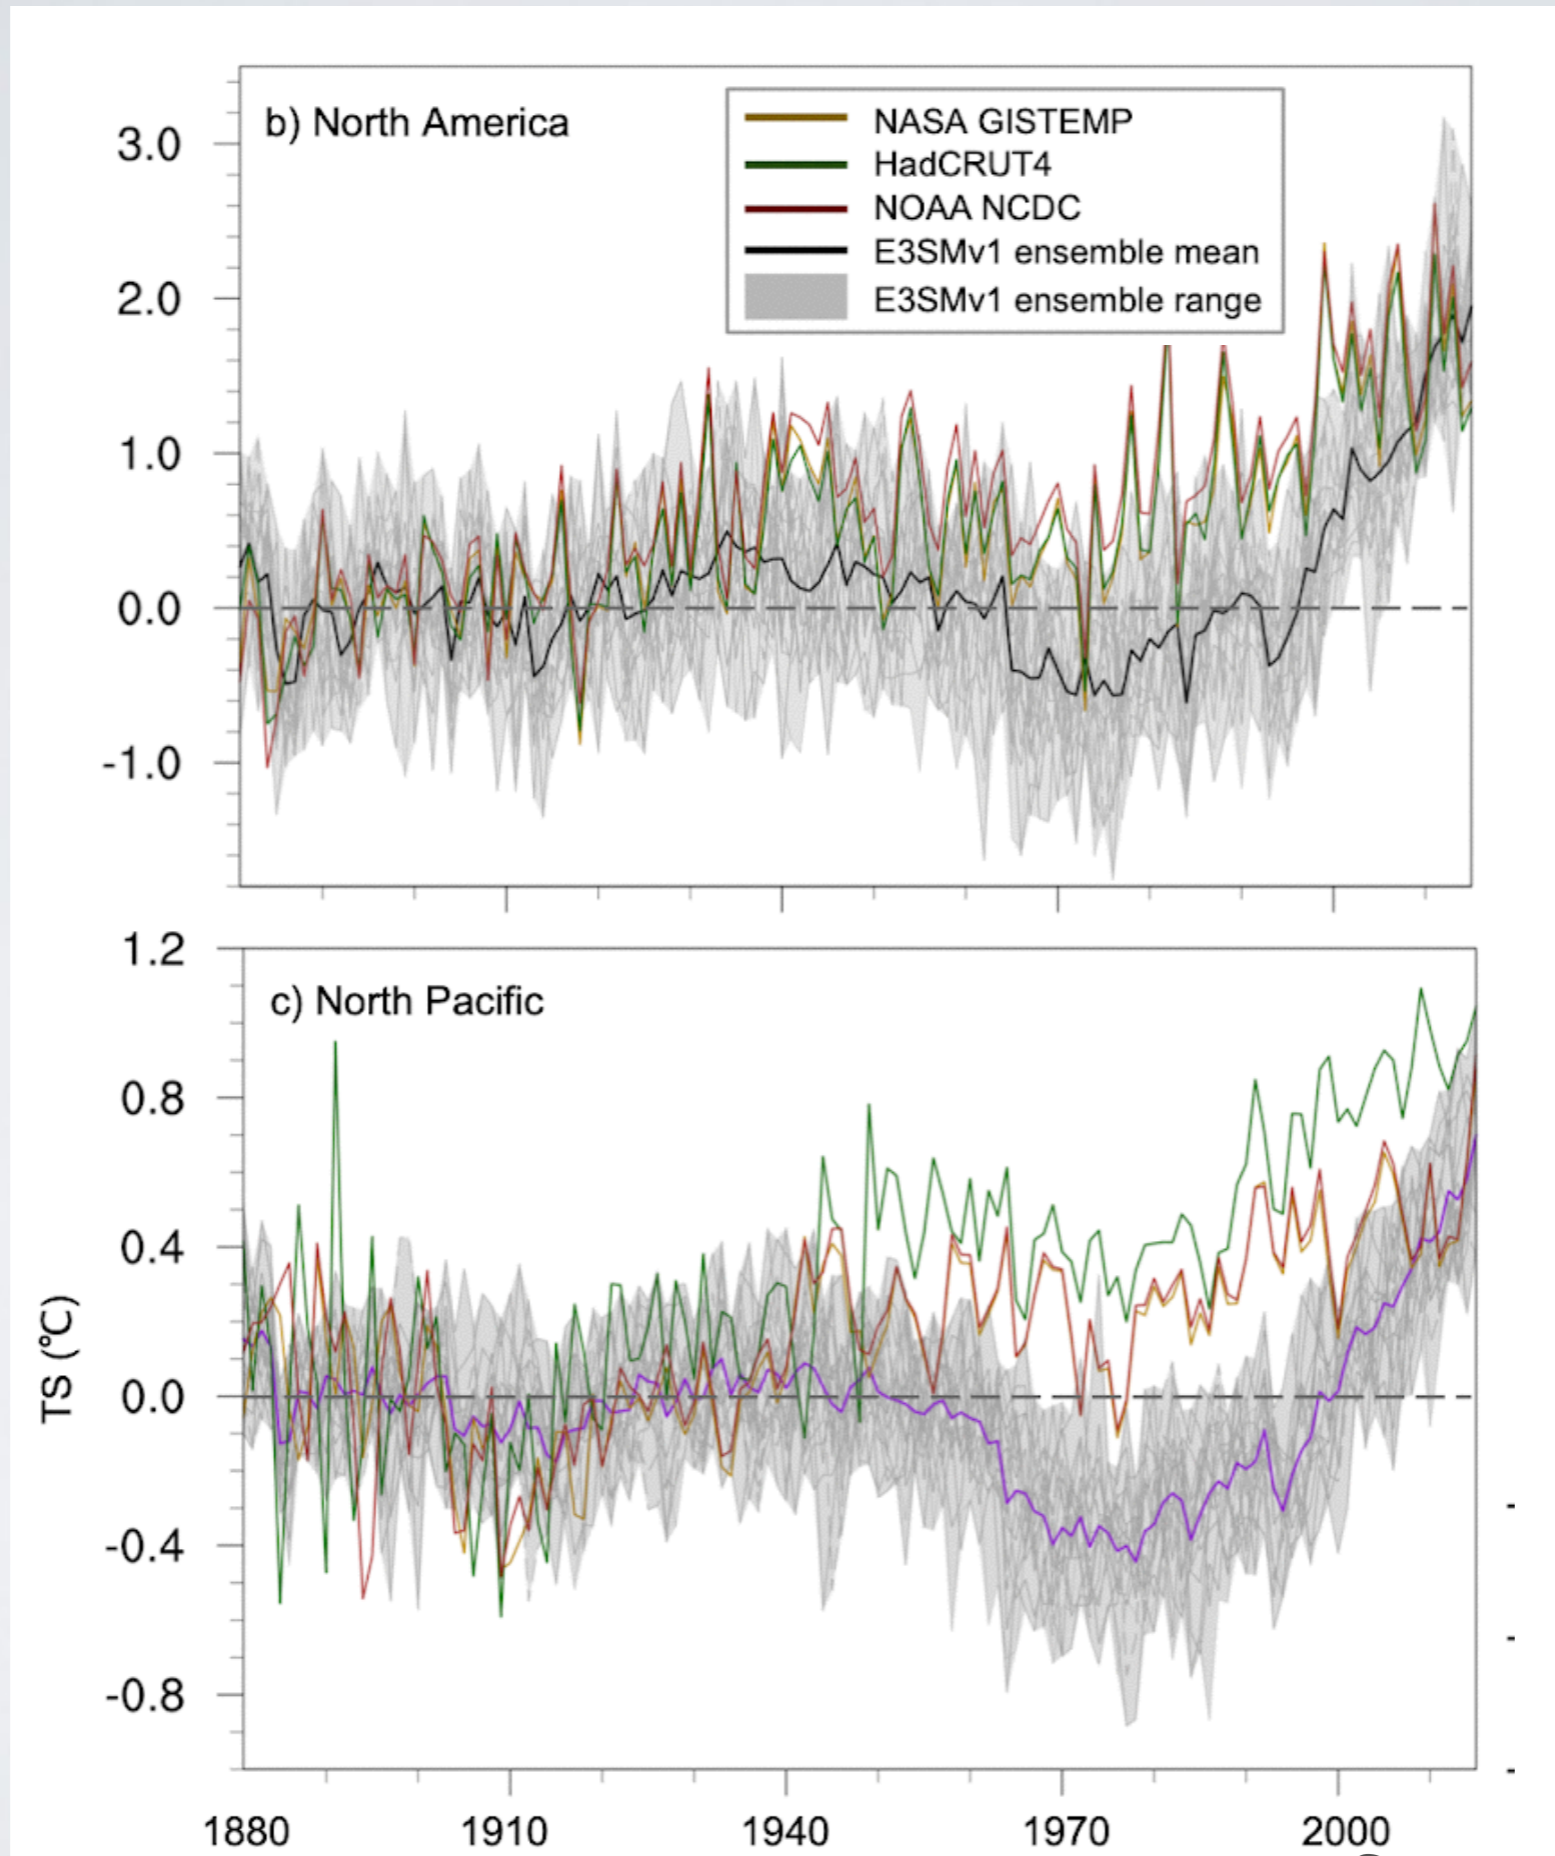 b) North America
NASA GISTEMP
HadCRUT4
NOAA NCDC
E3SMv1 ensemble mean
E3SMv1 ensemble range
3.0
2.0
1.0
0.0
-1.0
c) North Pacific
1.2
0.8
0.4
0.0
-0.4
-0.8
TS (°C)
1880
1910
1940
1970
2000